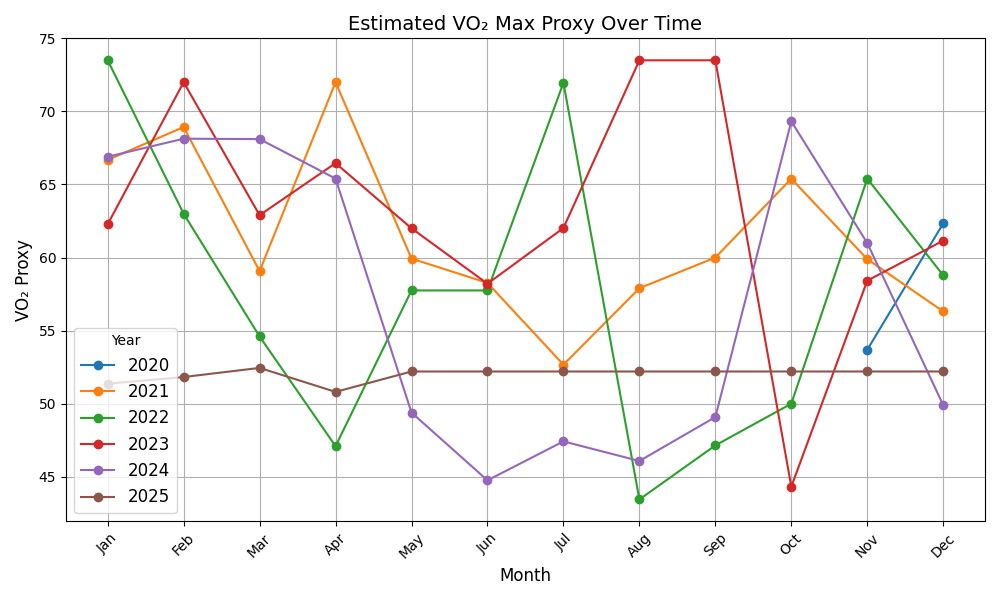 Estimated VO₂ Max Proxy Over Time
VO₂ Proxy
75
70
65
60
55
50
45
Year
2020
2021
2022
2023
2024
2025
Jan
Feb
Mar
Apr
May
Jun
Jul
Aug
Sep
Oct
Nov
Dec
Month